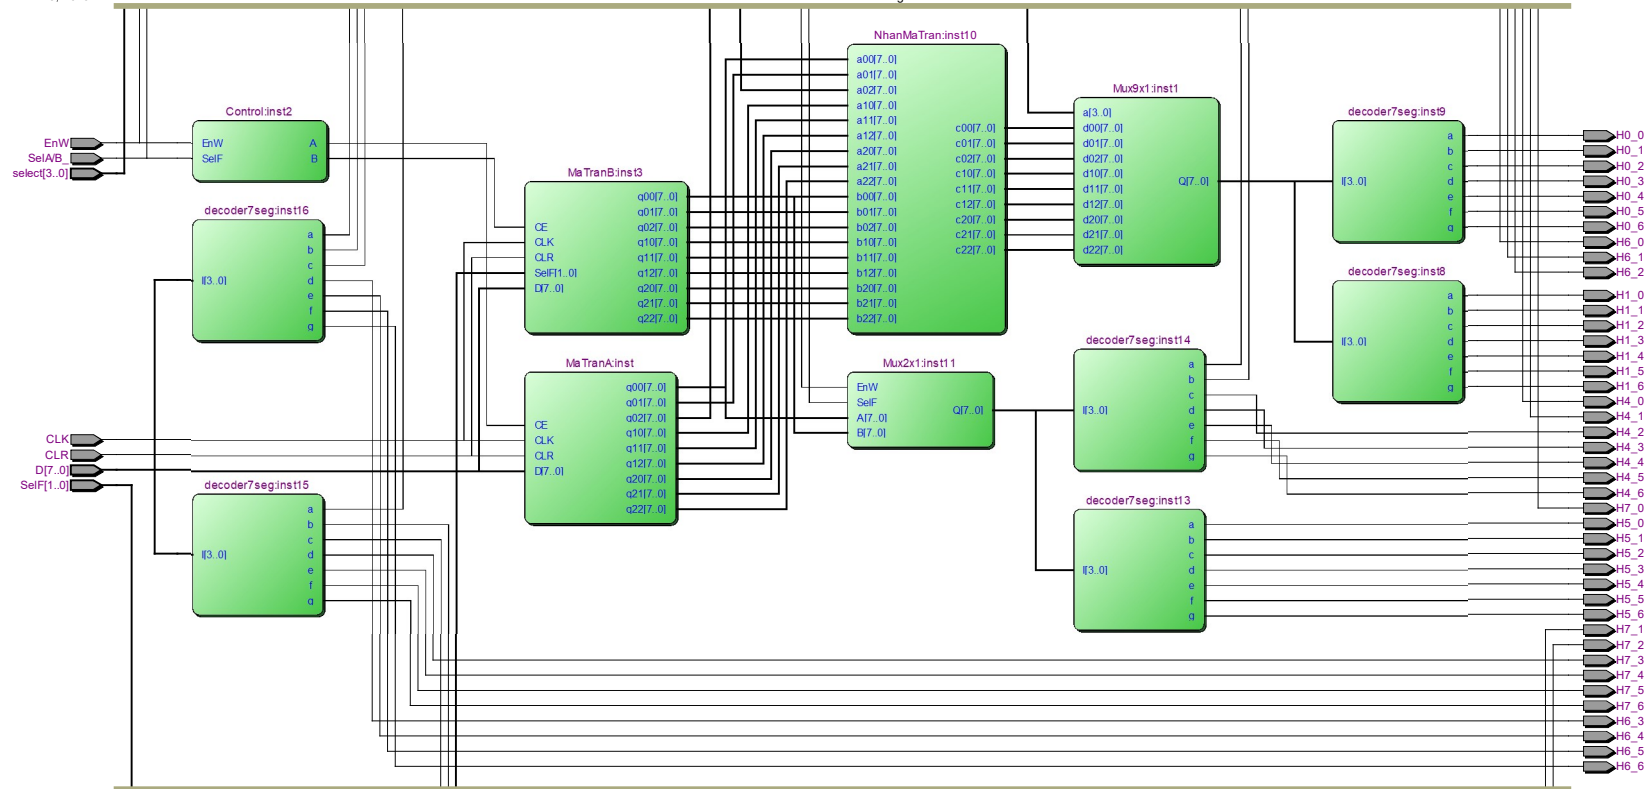 EnW
SelA/B_
select[3..0]
CLK
CLR
D[7..0]
SelF[1..0]
Control:inst2
EnW
SelF
A
B
decoder7seg:inst16
I[3..0]
a
b
c
d
e
f
g
decoder7seg:inst15
I[3..0]
a
b
c
d
e
f
g
MaTranB:inst3
CE
CLK
CLR
SelF[1..0]
D[7..0]
q00[7..0]
q01[7..0]
q02[7..0]
q10[7..0]
q11[7..0]
q12[7..0]
q20[7..0]
q21[7..0]
q22[7..0]
MaTranA:inst
CE
CLK
CLR
D[7..0]
q00[7..0]
q01[7..0]
q02[7..0]
q10[7..0]
q11[7..0]
q12[7..0]
q20[7..0]
q21[7..0]
q22[7..0]
NhanMaTran:inst10
a00[7..0]
a01[7..0]
a02[7..0]
a10[7..0]
a11[7..0]
a12[7..0]
a20[7..0]
a21[7..0]
a22[7..0]
b00[7..0]
b01[7..0]
b02[7..0]
b10[7..0]
b11[7..0]
b12[7..0]
b20[7..0]
b21[7..0]
b22[7..0]
c00[7..0]
c01[7..0]
c02[7..0]
c10[7..0]
c11[7..0]
c12[7..0]
c20[7..0]
c21[7..0]
c22[7..0]
Mux2x1:inst11
EnW
SelF
A[7..0]
B[7..0]
Q[7..0]
Mux9x1:inst1
a[3..0]
d00[7..0]
d01[7..0]
d02[7..0]
d10[7..0]
d11[7..0]
d12[7..0]
d20[7..0]
d21[7..0]
d22[7..0]
Q[7..0]
decoder7seg:inst14
I[3..0]
a
b
c
d
e
f
g
decoder7seg:inst13
I[3..0]
a
b
c
d
e
f
g
decoder7seg:inst9
I[3..0]
a
b
c
d
e
f
g
decoder7seg:inst8
I[3..0]
a
b
c
d
e
f
g
H0_0
H0_1
H0_2
H0_3
H0_4
H0_5
H0_6
H6_0
H6_1
H6_2
H1_0
H1_1
H1_2
H1_3
H1_4
H1_5
H1_6
H4_0
H4_1
H4_2
H4_3
H4_4
H4_5
H4_6
H7_0
H5_0
H5_1
H5_2
H5_3
H5_4
H5_5
H5_6
H7_1
H7_2
H7_3
H7_4
H7_5
H7_6
H6_3
H6_4
H6_5
H6_6